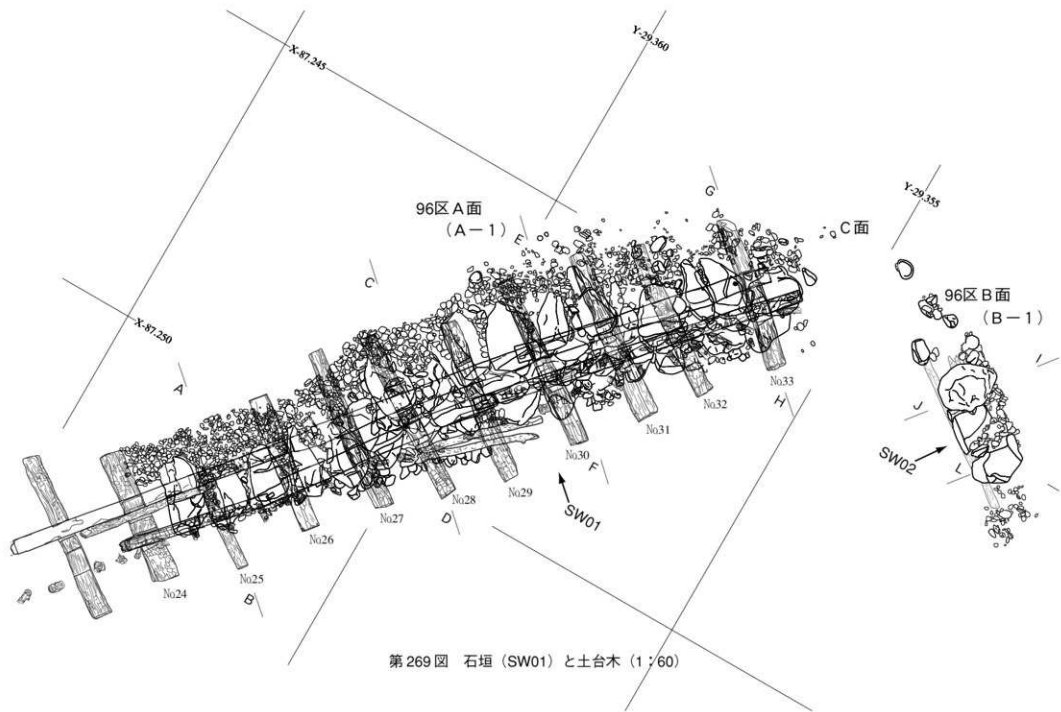 X-87.245
Y-29.360
Y-29.355
X-87.250
96区A面
(A-1)
C面
96区B面
(B-1)
A
C
E
G
B
D
F
H
I
J
L
No24
No25
No26
No27
No28
No29
No30
No31
No32
No33
SW01
SW02
第269図 石垣(SW01)と土台木(1:60)